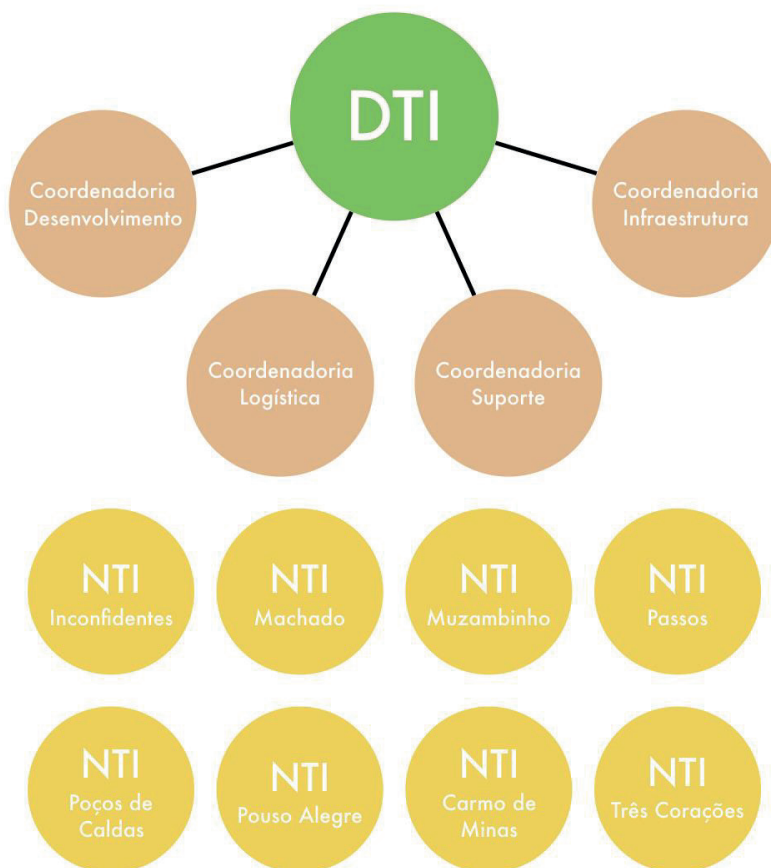 DTI
Coordenadoria
Desenvolvimento
Coordenadoria
Infraestrutura
Coordenadoria
Logística
Coordenadoria
Suporte
NTI
Inconfidentes
NTI
Machado
NTI
Muzambinho
NTI
Passos
NTI
Poços de
Caldas
NTI
Pouso Alegre
NTI
Carmo de
Minas
NTI
Três Corações